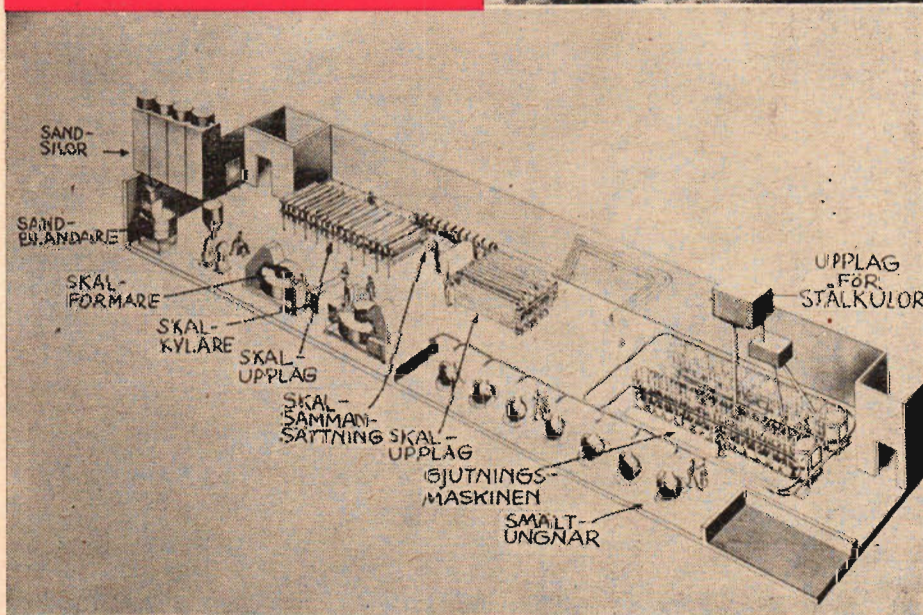 SAND-
SILOR
SAND-
BLANDARE
SKAL-
FORMARE
SKAL-
KYLARE
SKAL-
UPPLAG
SKAL-
SAMMAN-
SÄTTNING
SKAL-
UPPLAG
GJUTNINGS-
MASKINEN
SMÄLT-
UGNAR
UPPLAG
FÖR
STÅLKULOR